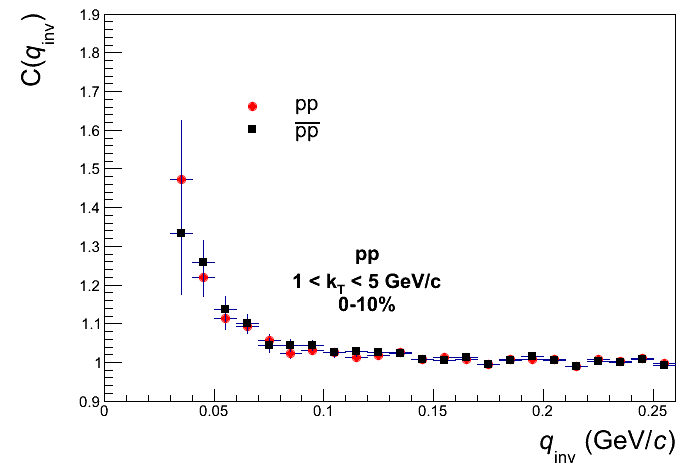 C(q_inv)
1.9
1.8
1.7
1.6
1.5
1.4
1.3
1.2
1.1
1
0.9
pp
p̅p̅
pp
1 < k_T < 5 GeV/c
0-10%
0 0.05 0.1 0.15 0.2 0.25
q_inv (GeV/c)